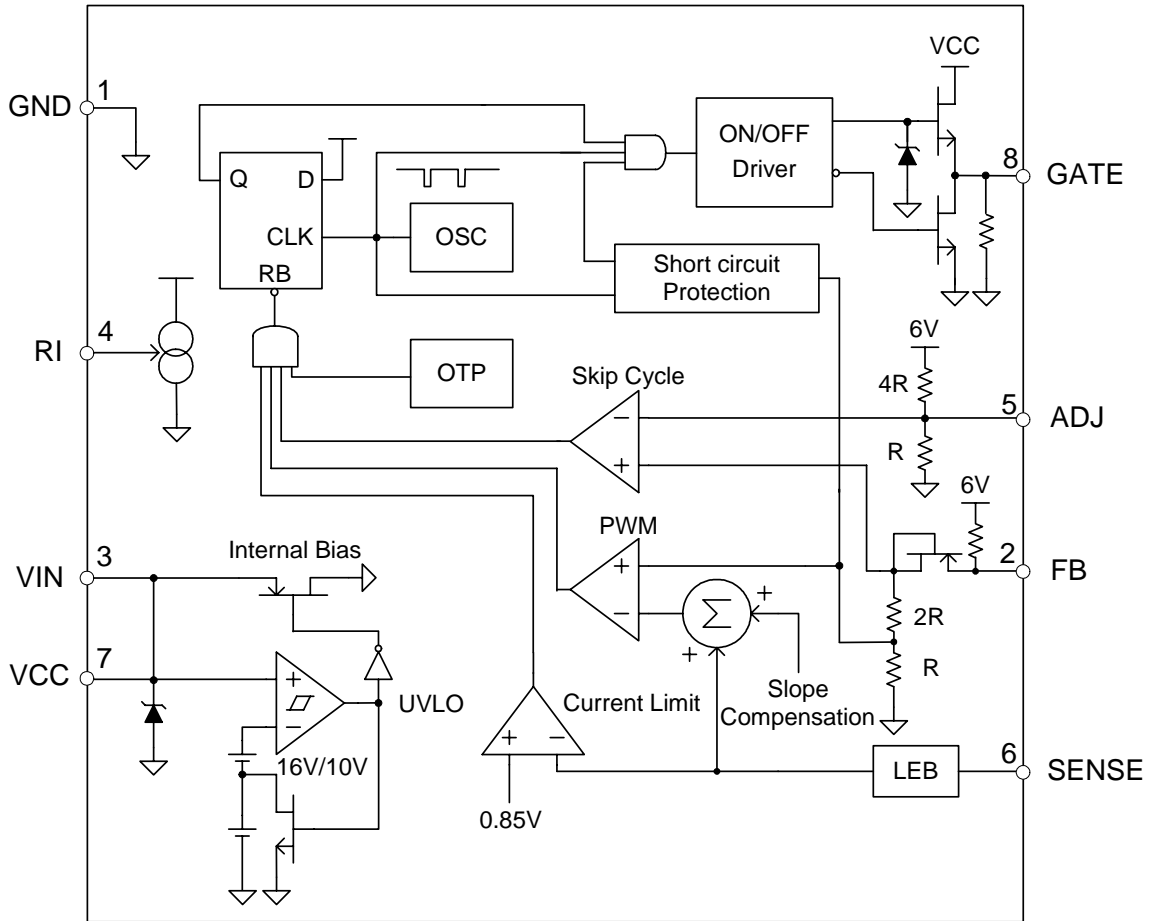 VCC
1
GND
ON/OFF
Driver
8
GATE
Q
D
CLK
OSC
RB
Short circuit
Protection
4
RI
6V
4R
OTP
Skip Cycle
−
5
ADJ
R
+
6V
PWM
3
Internal Bias
VIN
+
2
FB
−
Σ
+
2R
+
R
7
VCC
+
UVLO
Current Limit
Slope
Compensation
−
16V/10V
+
−
LEB
6
SENSE
0.85V